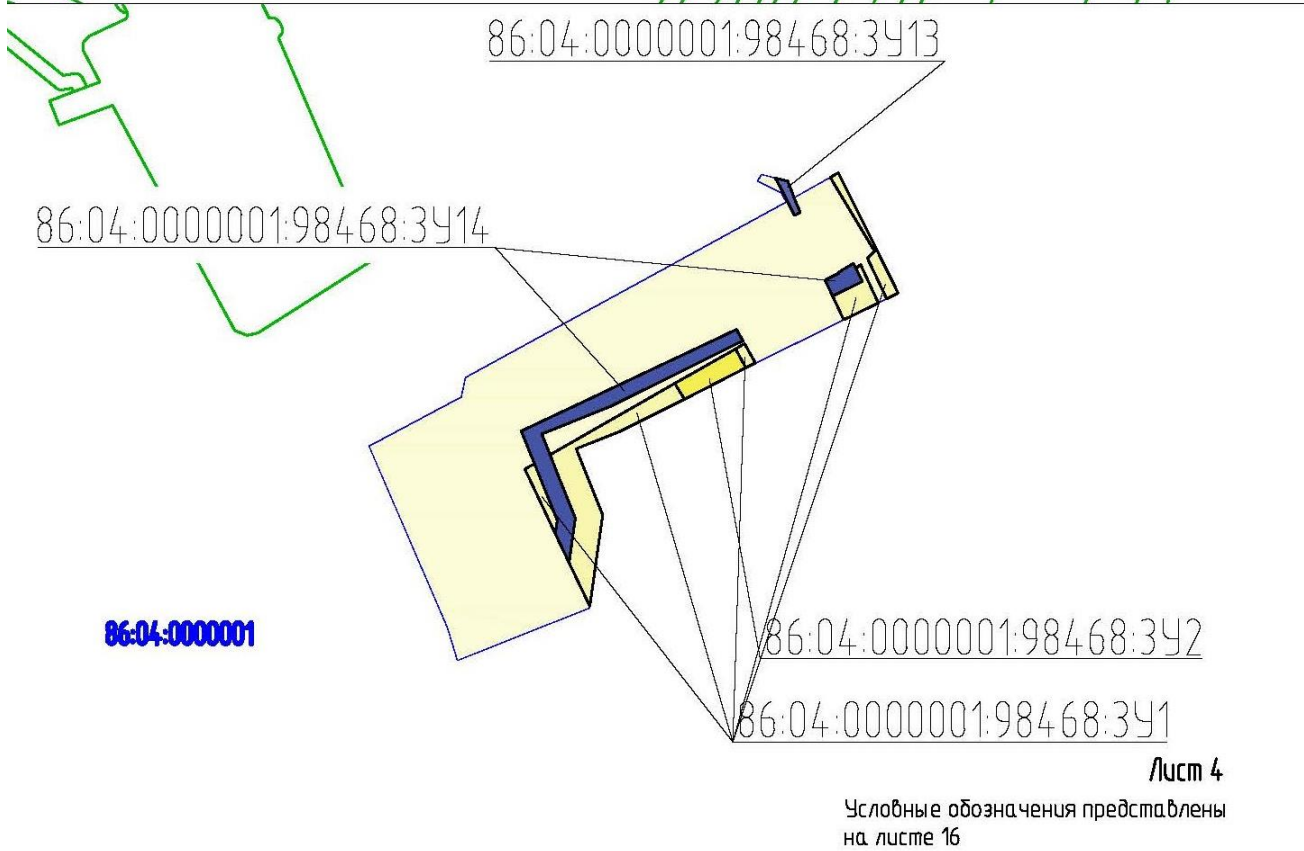 86:04:0000001:98468:ЗУ13
86:04:0000001:98468:ЗУ14
86:04:0000001
86:04:0000001:98468:ЗУ2
86:04:0000001:98468:ЗУ1
Лист 4
Условные обозначения представлены
на листе 16